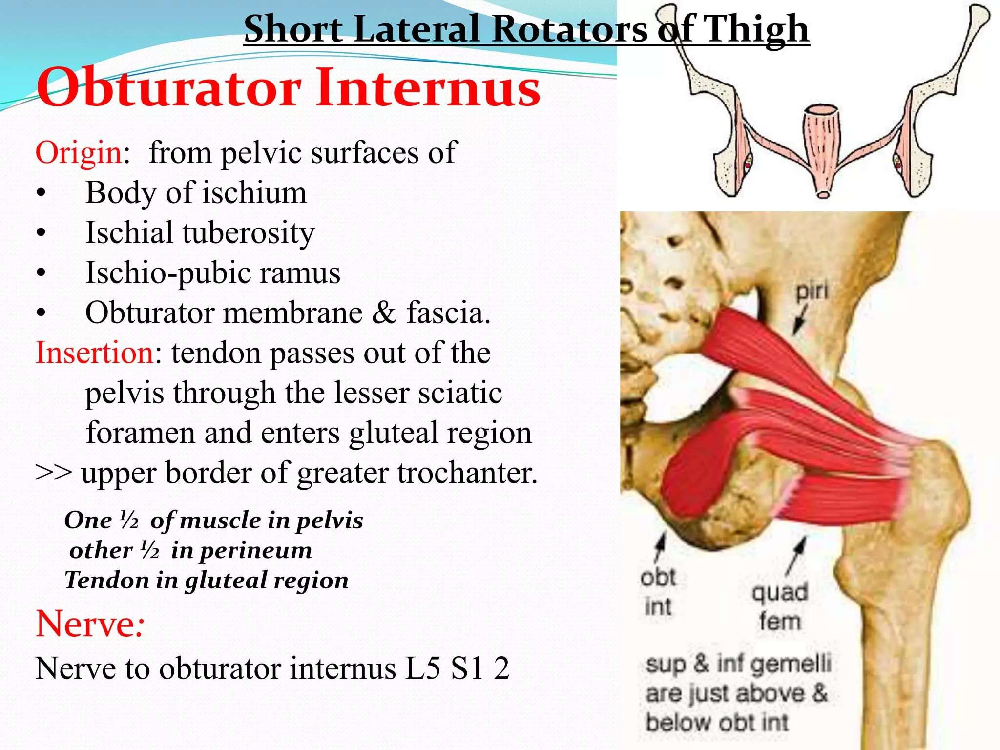 Short Lateral Rotators of Thigh
Obturator Internus
Origin: from pelvic surfaces of
• Body of ischium
• Ischial tuberosity
• Ischio-pubic ramus
• Obturator membrane & fascia.
Insertion: tendon passes out of the
pelvis through the lesser sciatic
foramen and enters gluteal region
>> upper border of greater trochanter.
One ½ of muscle in pelvis
other ½ in perineum
Tendon in gluteal region
Nerve:
Nerve to obturator internus L5 S1 2
piri
obt
int
quad
fem
sup & inf gemelli
are just above &
below obt int